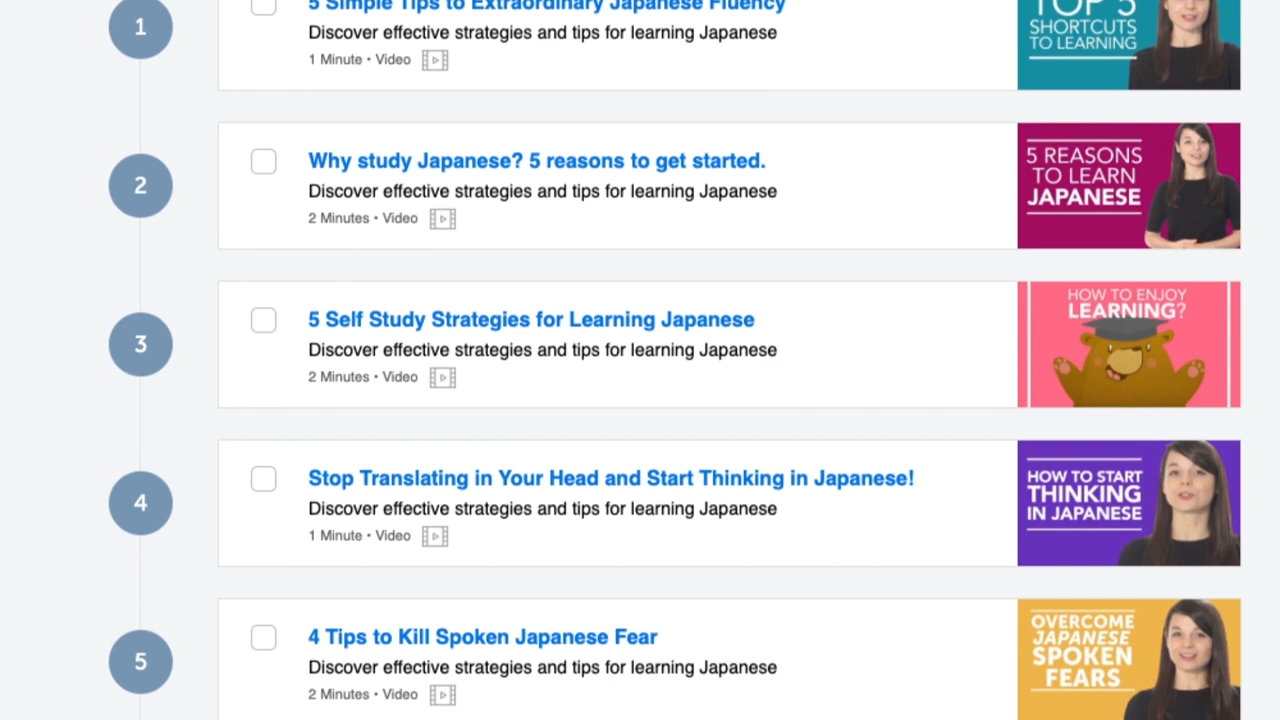 1
5 Simple Tips to Extraordinary Japanese Fluency
Discover effective strategies and tips for learning Japanese
1 Minute • Video
TOP 5
SHORTCUTS
TO LEARNING
2
Why study Japanese? 5 reasons to get started.
Discover effective strategies and tips for learning Japanese
2 Minutes • Video
5 REASONS
TO LEARN
JAPANESE
3
5 Self Study Strategies for Learning Japanese
Discover effective strategies and tips for learning Japanese
2 Minutes • Video
HOW TO ENJOY
LEARNING?
4
Stop Translating in Your Head and Start Thinking in Japanese!
Discover effective strategies and tips for learning Japanese
1 Minute • Video
HOW TO START
THINKING
IN JAPANESE
5
4 Tips to Kill Spoken Japanese Fear
Discover effective strategies and tips for learning Japanese
2 Minutes • Video
OVERCOME
JAPANESE
SPOKEN
FEARS